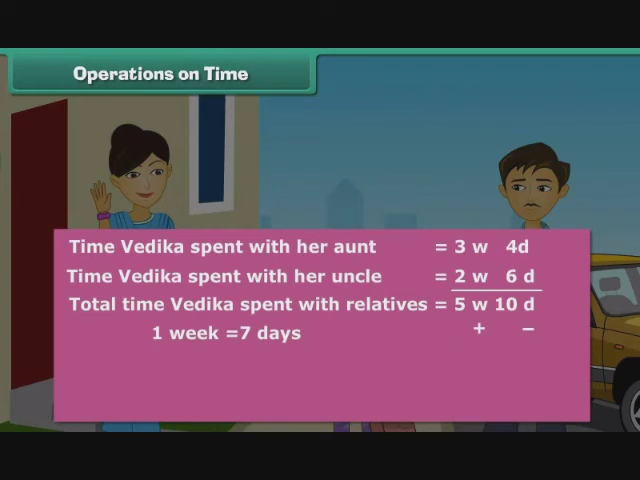 Operations on Time
Time Vedika spent with her aunt = 3 w 4d
Time Vedika spent with her uncle = 2 w 6 d
Total time Vedika spent with relatives = 5 w 10 d
1 week =7 days + −